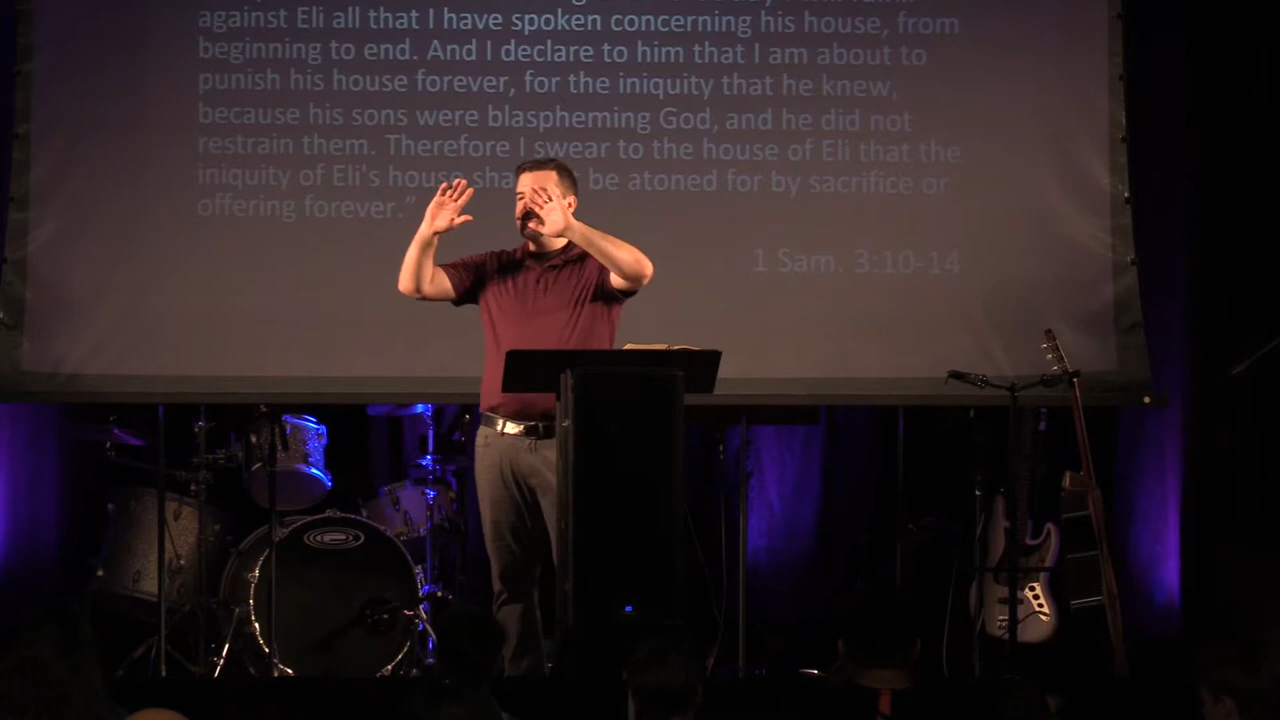 against Eli all that I have spoken concerning his house, from
beginning to end. And I declare to him that I am about to
punish his house forever, for the iniquity that he knew,
because his sons were blaspheming God, and he did not
restrain them. Therefore I swear to the house of Eli that the
iniquity of Eli's house sha be atoned for by sacrifice or
offering forever.”
1 Sam. 3:10-14